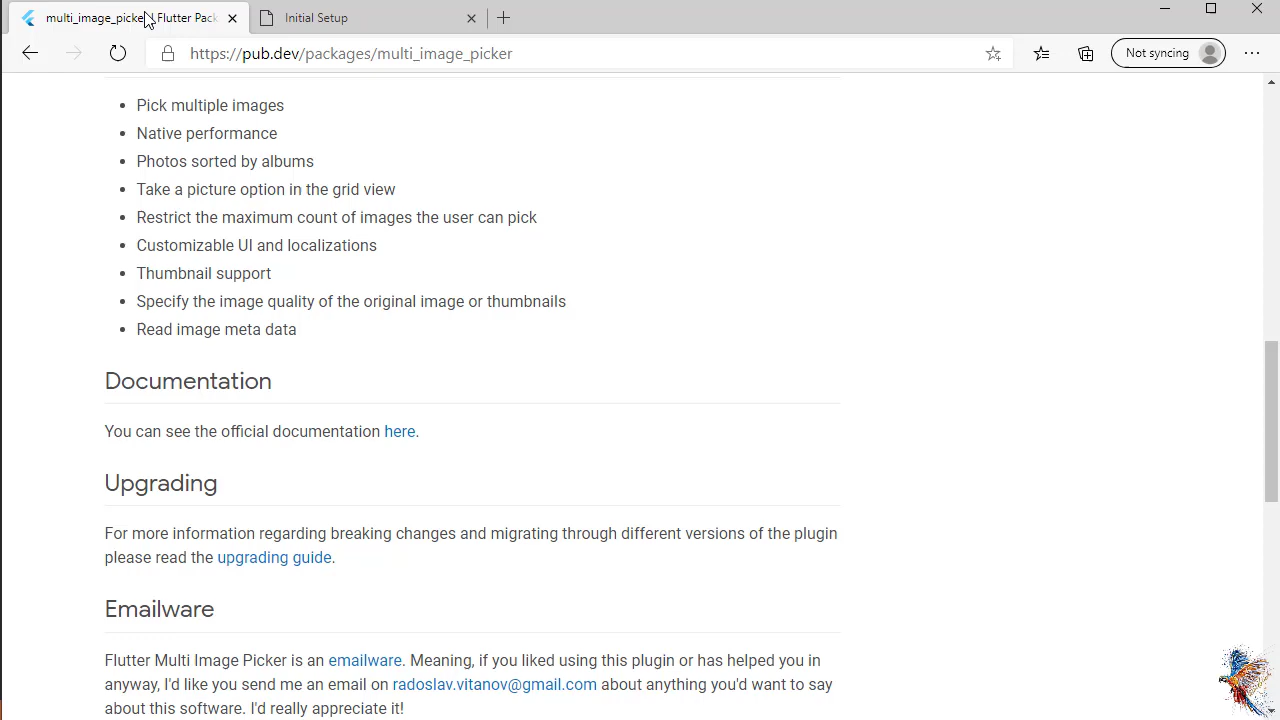 multi_image_picke Flutter Pack
Initial Setup
https://pub.dev/packages/multi_image_picker
Not syncing
Pick multiple images
Native performance
Photos sorted by albums
Take a picture option in the grid view
Restrict the maximum count of images the user can pick
Customizable UI and localizations
Thumbnail support
Specify the image quality of the original image or thumbnails
Read image meta data
Documentation
You can see the official documentation here.
Upgrading
For more information regarding breaking changes and migrating through different versions of the plugin
please read the upgrading guide.
Emailware
Flutter Multi Image Picker is an emailware. Meaning, if you liked using this plugin or has helped you in
anyway, I'd like you send me an email on radoslav.vitanov@gmail.com about anything you'd want to say
about this software. I'd really appreciate it!